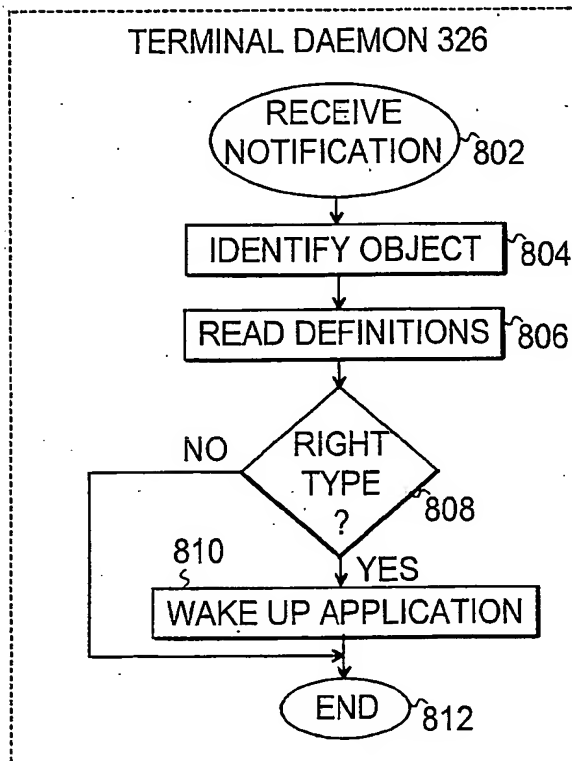 TERMINAL DAEMON 326
RECEIVE
NOTIFICATION
802
IDENTIFY OBJECT
804
READ DEFINITIONS
806
NO
RIGHT
TYPE
?
808
810
YES
WAKE UP APPLICATION
END
812